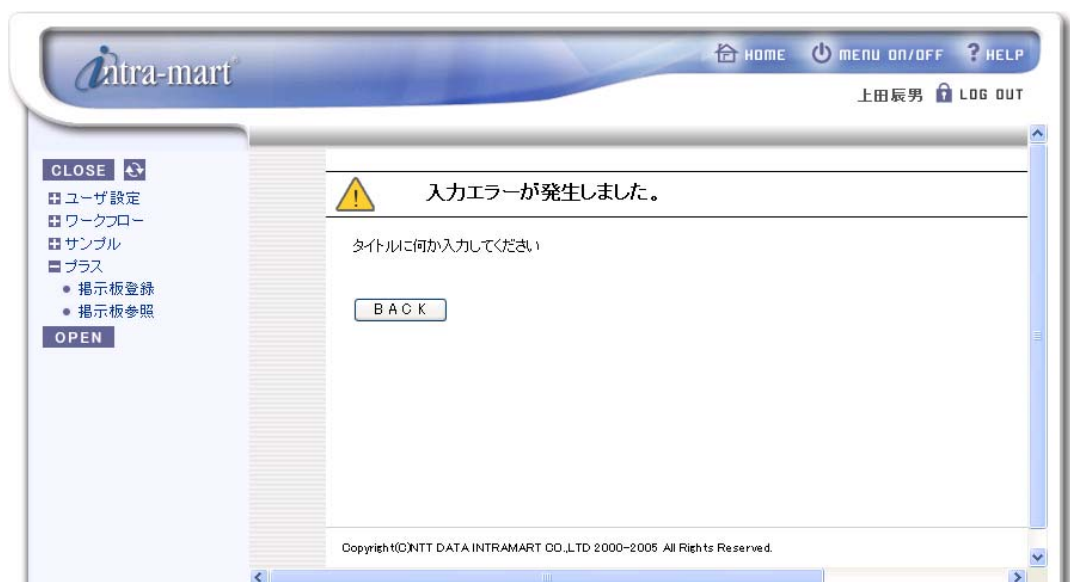 intra-mart
HOME MENU ON/OFF ? HELP
上田辰男 LOG OUT
CLOSE
ユーザ設定
ワークフロー
サンプル
プラス
掲示板登録
掲示板参照
OPEN
入力エラーが発生しました。
タイトルに何か入力してください
BACK
Copyright(C)NTT DATA INTRAMART CO.,LTD 2000-2005 All Rights Reserved.